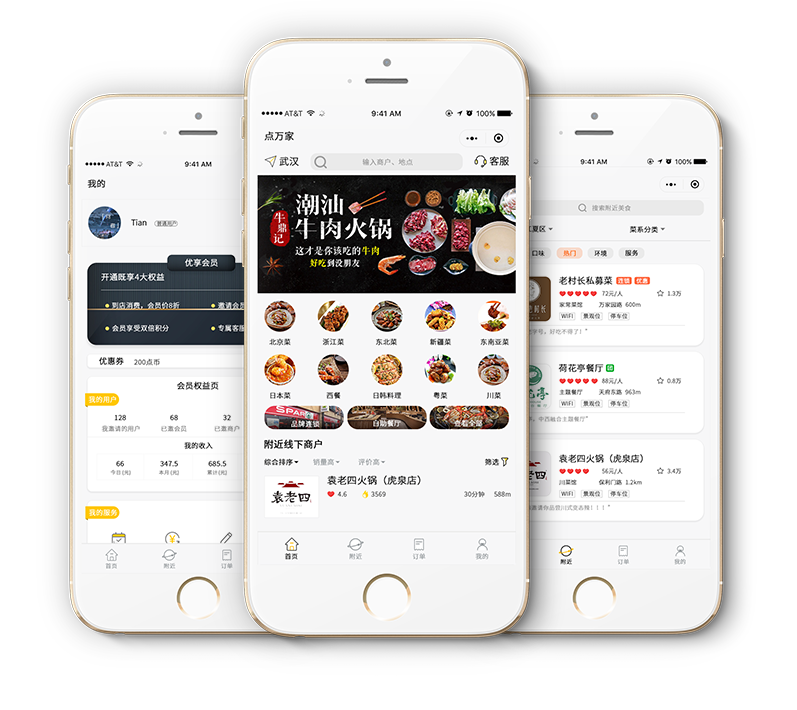 AT&T
9:41 AM
我的
Tian
普通用户
优享会员
开通既享4大权益
到店消费，会员价8折
邀请会员
会员享受双倍积分
专属客服
优惠券
200点币
会员权益页
我的用户
128
68
32
我邀请的用户
已邀会员
已邀商户
我的收入
66
347.5
685.5
今日(元)
本月(元)
累计(元)
我的服务
首页
附近
订单
AT&T
9:41 AM
100%
点万家
武汉
输入商户、地点
客服
牛鼎记
潮汕
牛肉火锅
这才是你该吃的牛肉
好吃到没朋友
北京菜
浙江菜
东北菜
新疆菜
东南亚菜
日本菜
西餐
日韩料理
粤菜
川菜
SPAR
品牌连锁
自助餐厅
查看全部
附近线下商户
综合排序
销量高
评价高
筛选
袁老四
袁老四火锅（虎泉店）
4.6
3569
30分钟
588m
首页
附近
订单
我的
9:41 AM
100%
搜索附近美食
夏区
菜系分类
口味
热门
环境
服务
老村长私募菜
连锁
优惠
72元/人
1.3万
家常菜馆
万家园路
600m
WIFI
景观位
停车位
号，好吃不得了！"
荷花亭餐厅
团
88元/人
0.8万
主题餐厅
天府东路
963m
WIFI
景观位
停车位
中西融合主题餐厅"
袁老四火锅（虎泉店）
56元/人
3.4万
川菜馆
保利门路
1.2km
WIFI
景观位
停车位
附近
订单
我的